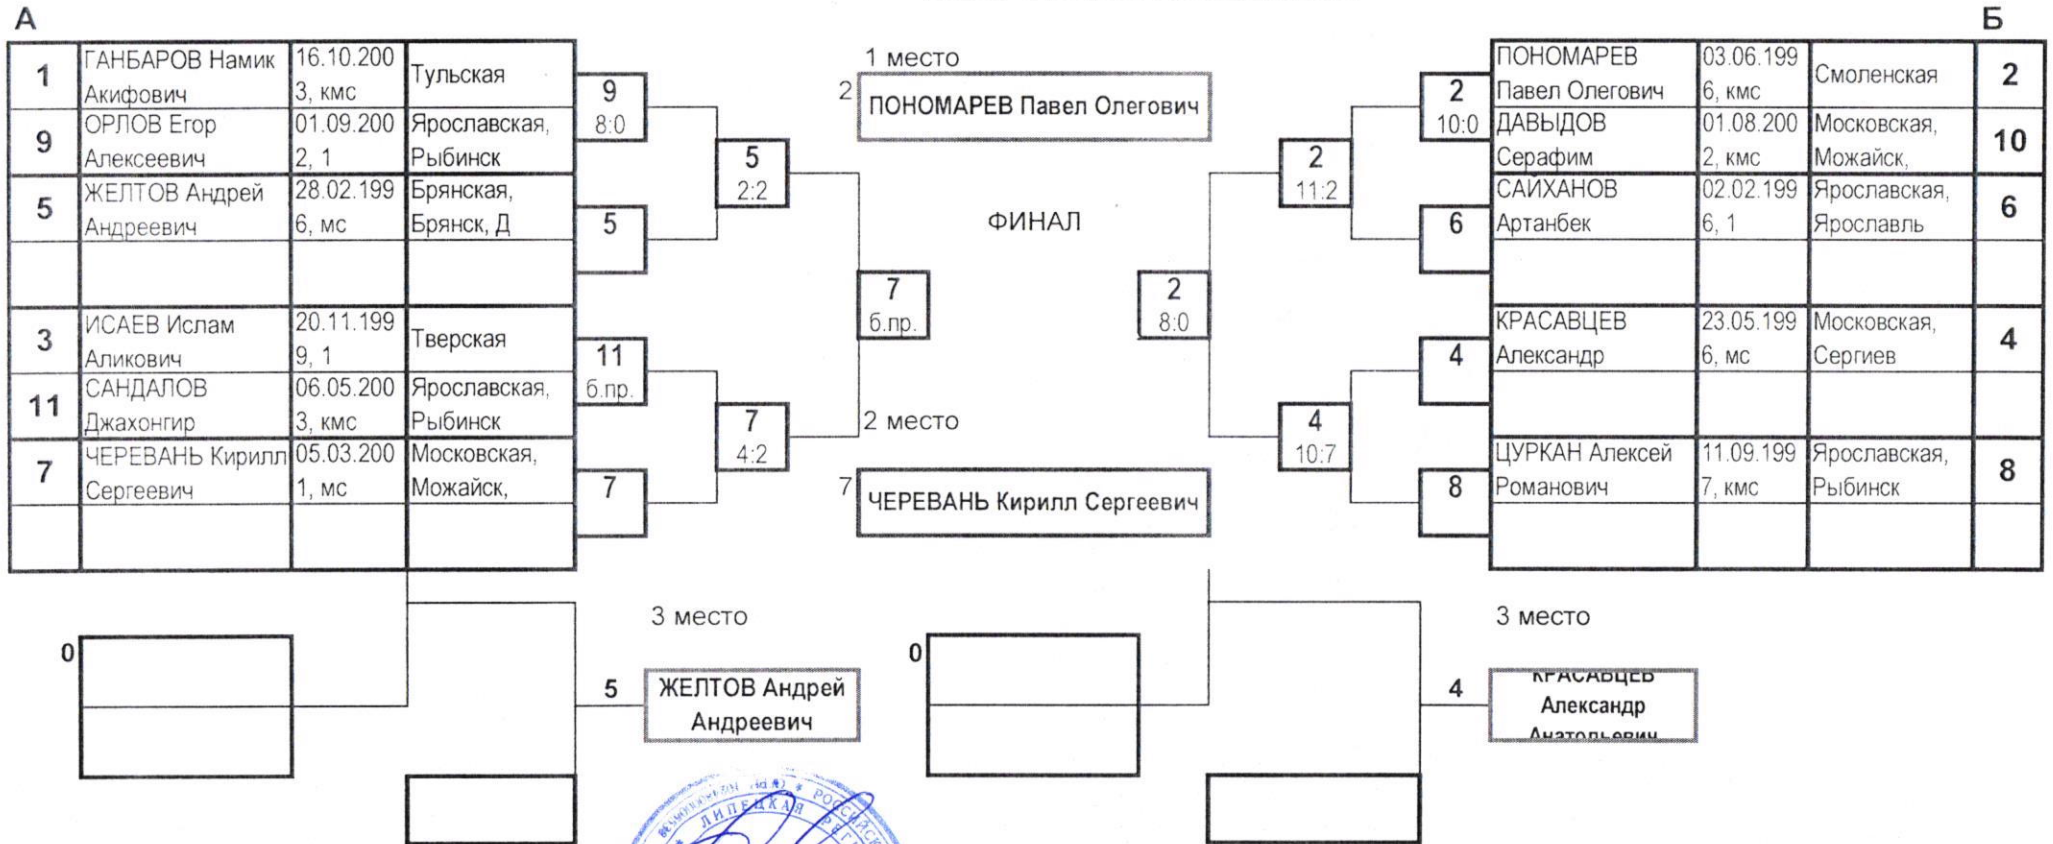 А
1
ГАНБАРОВ Намик
Акифович
16.10.200
3, кмс
Тульская
9
ОРЛОВ Егор
Алексеевич
01.09.200
2, 1
Ярославская,
Рыбинск
5
ЖЕЛТОВ Андрей
Андреевич
28.02.199
6, мс
Брянская,
Брянск, Д
3
ИСАЕВ Ислам
Аликович
20.11.199
9, 1
Тверская
11
САНДАЛОВ
Джахонгир
06.05.200
3, кмс
Ярославская,
Рыбинск
7
ЧЕРЕВАНЬ Кирилл
Сергеевич
05.03.200
1, мс
Московская,
Можайск,
9
8:0
5
11
б.пр.
7
5
2:2
7
4:2
7
б.пр.
1 место
2
ПОНОМАРЕВ Павел Олегович
ФИНАЛ
2 место
7
ЧЕРЕВАНЬ Кирилл Сергеевич
2
8:0
2
11:2
4
10:7
2
10:0
6
4
8
Б
ПОНОМАРЕВ
Павел Олегович
03.06.199
6, кмс
Смоленская
2
ДАВЫДОВ
Серафим
01.08.200
2, кмс
Московская,
Можайск,
10
САЙХАНОВ
Артанбек
02.02.199
6, 1
Ярославская,
Ярославль
6
КРАСАВЦЕВ
Александр
23.05.199
6, мс
Московская,
Сергиев
4
ЦУРКАН Алексей
Романович
11.09.199
7, кмс
Ярославская,
Рыбинск
8
0
3 место
5
ЖЕЛТОВ Андрей
Андреевич
0
3 место
4
КРАСАВЦЕВ
Александр
Анатольевич
ЛИПЕЦКАЯ